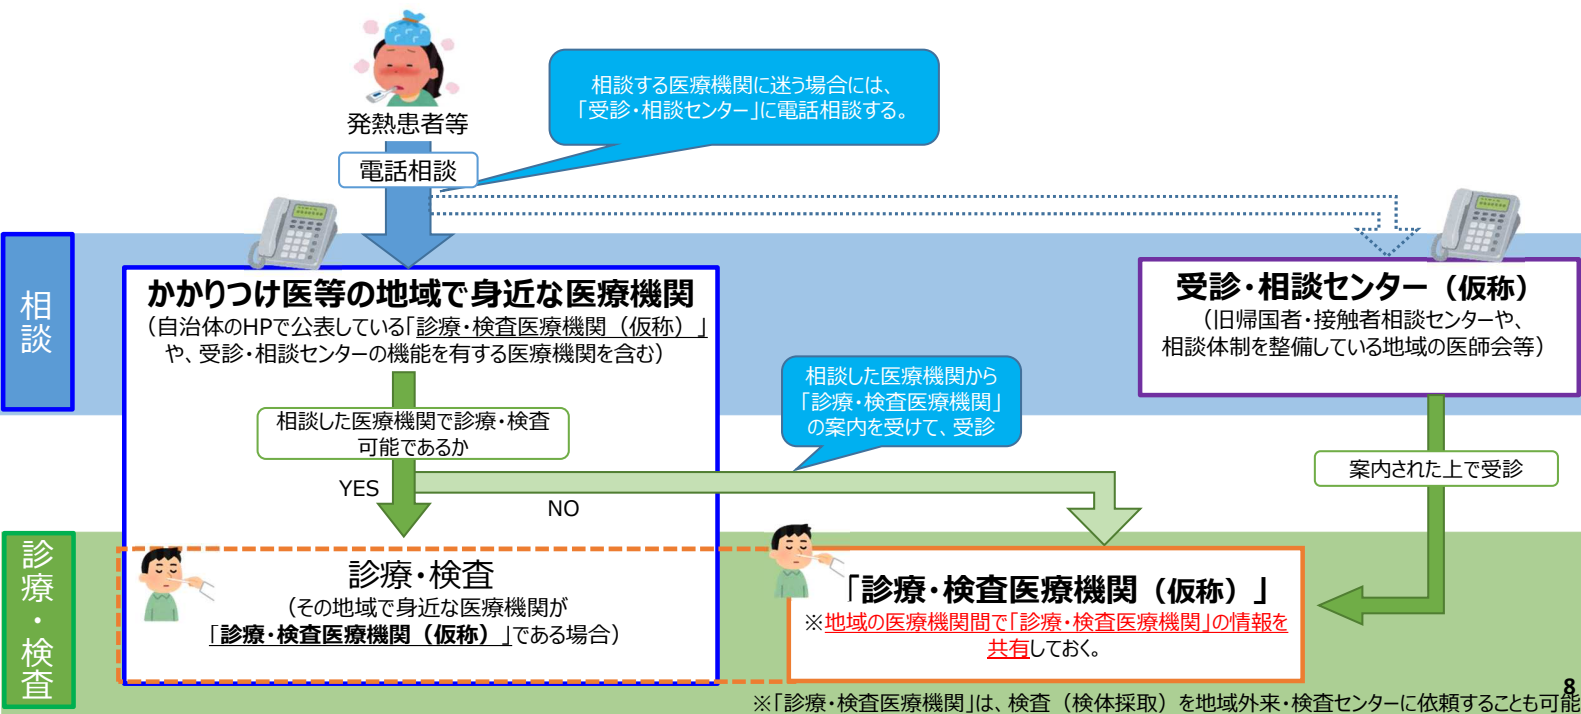 発熱患者等
電話相談
相談する医療機関に迷う場合には、
「受診・相談センター」に電話相談する。
相談
かかりつけ医等の地域で身近な医療機関
（自治体のHPで公表している「診療・検査医療機関（仮称）」
や、受診・相談センターの機能を有する医療機関を含む）
受診・相談センター（仮称）
（旧帰国者・接触者相談センターや、
相談体制を整備している地域の医師会等）
相談した医療機関で診療・検査
可能であるか
相談した医療機関から
「診療・検査医療機関」
の案内を受けて、受診
案内された上で受診
YES
NO
診療・検査
診療・検査
（その地域で身近な医療機関が
「診療・検査医療機関（仮称）」である場合）
「診療・検査医療機関（仮称）」
※地域の医療機関間で「診療・検査医療機関」の情報を
共有しておく。
※「診療・検査医療機関」は、検査（検体採取）を地域外来・検査センターに依頼することも可能
8